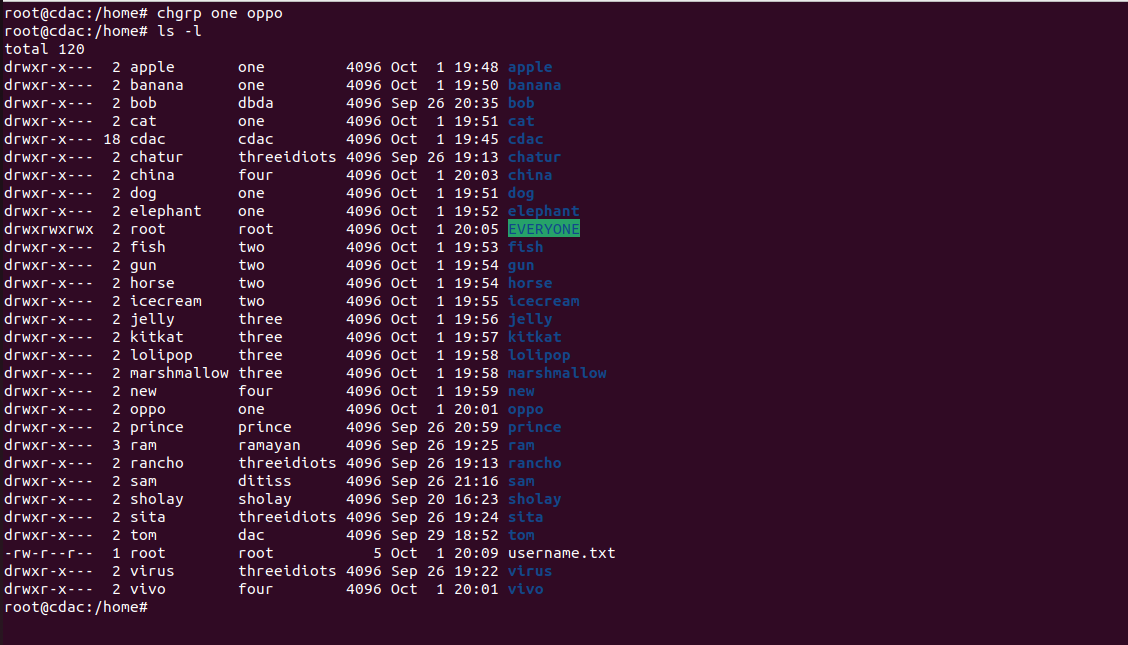 root@cdac:/home# chgrp one oppo
root@cdac:/home# ls -l
total 120
drwxr-x---  2 apple       one         4096 Oct  1 19:48 apple
drwxr-x---  2 banana      one         4096 Oct  1 19:50 banana
drwxr-x---  2 bob         dbda        4096 Sep 26 20:35 bob
drwxr-x---  2 cat         one         4096 Oct  1 19:51 cat
drwxr-x--- 18 cdac        cdac        4096 Oct  1 19:45 cdac
drwxr-x---  2 chatur      threeidiots 4096 Sep 26 19:13 chatur
drwxr-x---  2 china       four        4096 Oct  1 20:03 china
drwxr-x---  2 dog         one         4096 Oct  1 19:51 dog
drwxr-x---  2 elephant    one         4096 Oct  1 19:52 elephant
drwxrwxrwx  2 root        root        4096 Oct  1 20:05 EVERYONE
drwxr-x---  2 fish        two         4096 Oct  1 19:53 fish
drwxr-x---  2 gun         two         4096 Oct  1 19:54 gun
drwxr-x---  2 horse       two         4096 Oct  1 19:54 horse
drwxr-x---  2 icecream    two         4096 Oct  1 19:55 icecream
drwxr-x---  2 jelly       three       4096 Oct  1 19:56 jelly
drwxr-x---  2 kitkat      three       4096 Oct  1 19:57 kitkat
drwxr-x---  2 lolipop     three       4096 Oct  1 19:58 lolipop
drwxr-x---  2 marshmallow three       4096 Oct  1 19:58 marshmallow
drwxr-x---  2 new         four        4096 Oct  1 19:59 new
drwxr-x---  2 oppo        one         4096 Oct  1 20:01 oppo
drwxr-x---  2 prince      prince      4096 Sep 26 20:59 prince
drwxr-x---  3 ram         ramayan     4096 Sep 26 19:25 ram
drwxr-x---  2 rancho      threeidiots 4096 Sep 26 19:13 rancho
drwxr-x---  2 sam         ditiss      4096 Sep 26 21:16 sam
drwxr-x---  2 sholay      sholay      4096 Sep 20 16:23 sholay
drwxr-x---  2 sita        threeidiots 4096 Sep 26 19:24 sita
drwxr-x---  2 tom         dac         4096 Sep 29 18:52 tom
-rw-r--r--  1 root        root           5 Oct  1 20:09 username.txt
drwxr-x---  2 virus       threeidiots 4096 Sep 26 19:22 virus
drwxr-x---  2 vivo        four        4096 Oct  1 20:01 vivo
root@cdac:/home#